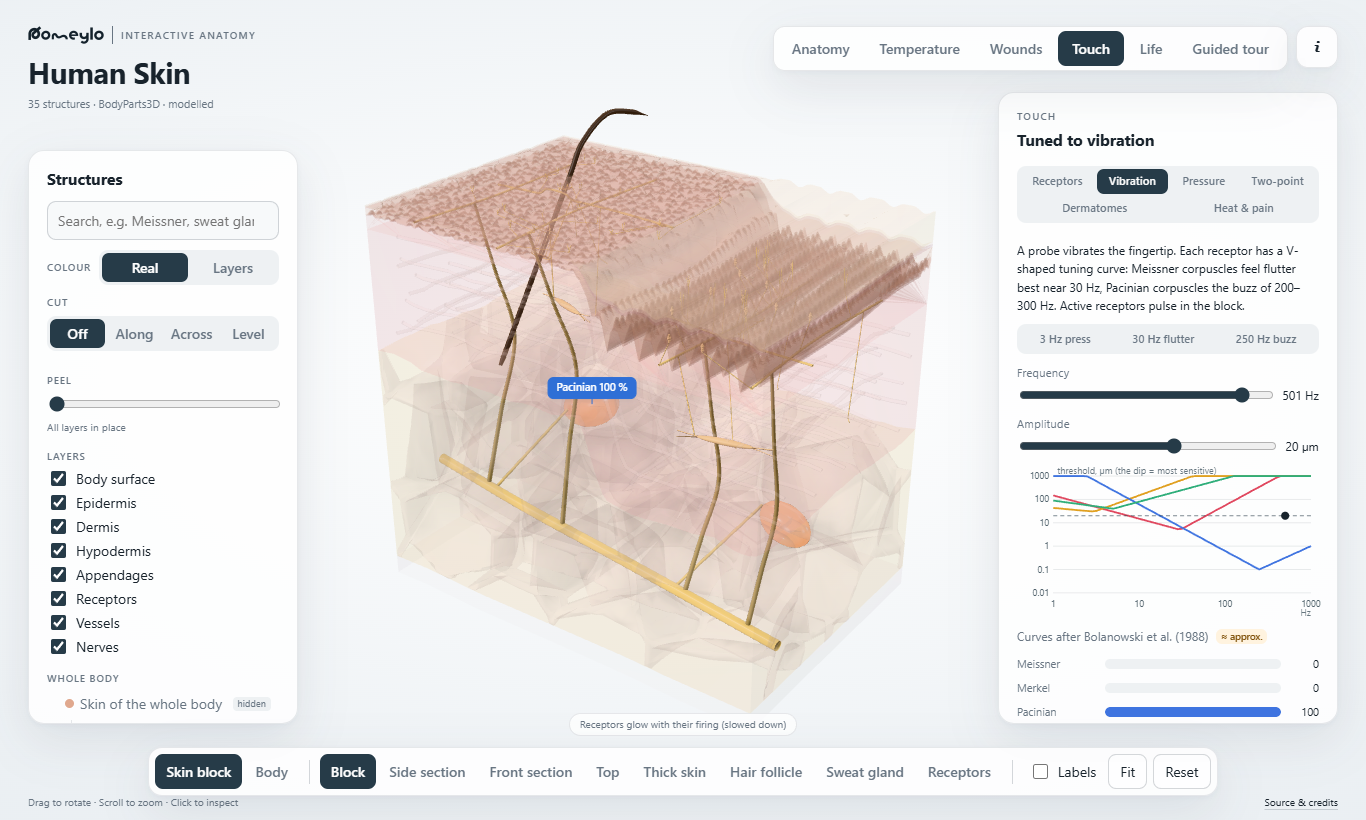 Pomeylo
INTERACTIVE ANATOMY
Human Skin
35 structures · BodyParts3D · modelled
Anatomy Temperature Wounds Touch Life Guided tour i
Structures
Search, e.g. Meissner, sweat gla
COLOUR Real Layers
CUT
Off Along Across Level
PEEL
All layers in place
LAYERS
Body surface
Epidermis
Dermis
Hypodermis
Appendages
Receptors
Vessels
Nerves
WHOLE BODY
Skin of the whole body hidden
Pacinian 100 %
Receptors glow with their firing (slowed down)
TOUCH
Tuned to vibration
Receptors Vibration Pressure Two-point
Dermatomes Heat & pain
A probe vibrates the fingertip. Each receptor has a V-
shaped tuning curve: Meissner corpuscles feel flutter
best near 30 Hz, Pacinian corpuscles the buzz of 200–
300 Hz. Active receptors pulse in the block.
3 Hz press 30 Hz flutter 250 Hz buzz
Frequency
501 Hz
Amplitude
20 µm
threshold, µm (the dip = most sensitive)
1000
100
10
1
0.1
0.01
1 10 100 1000
Hz
Curves after Bolanowski et al. (1988) ≈ approx.
Meissner 0
Merkel 0
Pacinian 100
Skin block Body Block Side section Front section Top Thick skin Hair follicle Sweat gland Receptors Labels Fit Reset
Drag to rotate · Scroll to zoom · Click to inspect
Source & credits